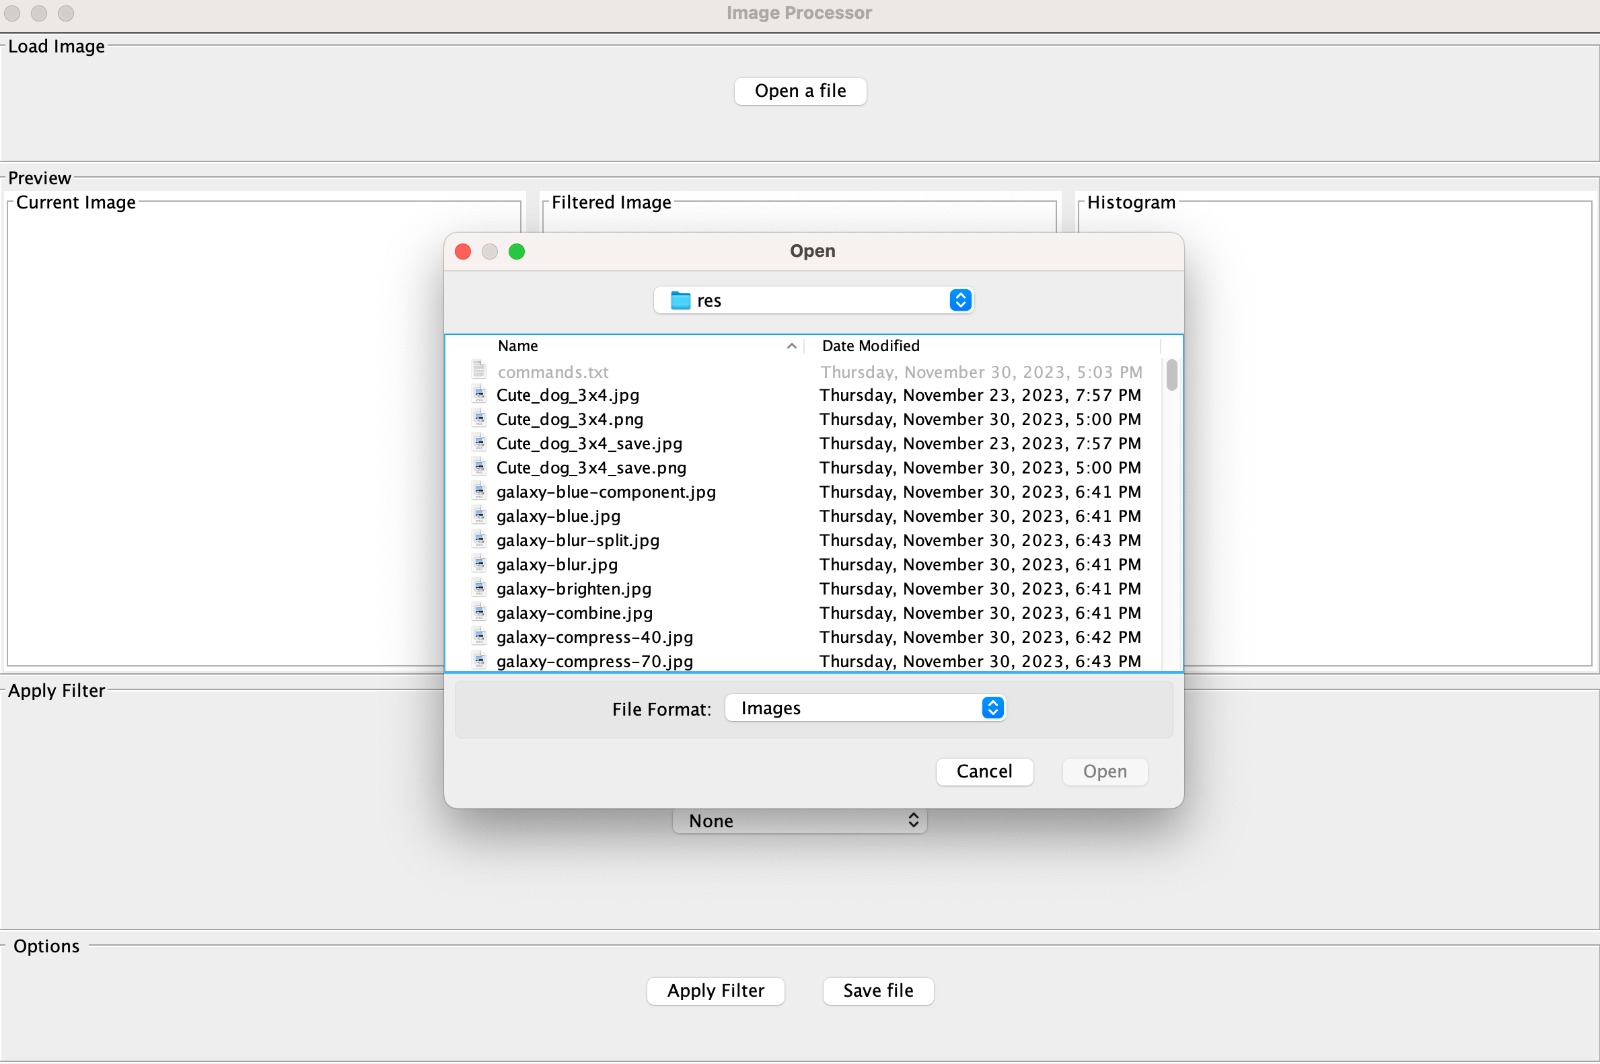 Image Processor
Load Image
Open a file
Preview
Current Image
Filtered Image
Histogram
Open
res
Name Date Modified
commands.txt Thursday, November 30, 2023, 5:03 PM
Cute_dog_3x4.jpg Thursday, November 23, 2023, 7:57 PM
Cute_dog_3x4.png Thursday, November 30, 2023, 5:00 PM
Cute_dog_3x4_save.jpg Thursday, November 23, 2023, 7:57 PM
Cute_dog_3x4_save.png Thursday, November 30, 2023, 5:00 PM
galaxy-blue-component.jpg Thursday, November 30, 2023, 6:41 PM
galaxy-blue.jpg Thursday, November 30, 2023, 6:41 PM
galaxy-blur-split.jpg Thursday, November 30, 2023, 6:43 PM
galaxy-blur.jpg Thursday, November 30, 2023, 6:41 PM
galaxy-brighten.jpg Thursday, November 30, 2023, 6:41 PM
galaxy-combine.jpg Thursday, November 30, 2023, 6:41 PM
galaxy-compress-40.jpg Thursday, November 30, 2023, 6:42 PM
galaxy-compress-70.jpg Thursday, November 30, 2023, 6:43 PM
File Format: Images
Cancel Open
Apply Filter
None
Options
Apply Filter Save file